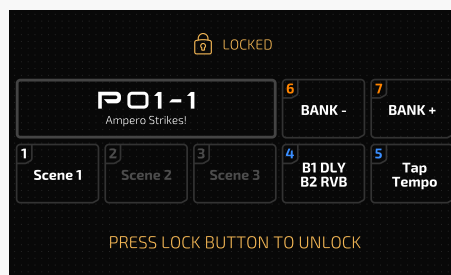 LOCKED
P01-1
Ampero Strikes!
6
BANK -
7
BANK +
1
Scene 1
2
Scene 2
3
Scene 3
4
B1 DLY
B2 RVB
5
Tap
Tempo
PRESS LOCK BUTTON TO UNLOCK